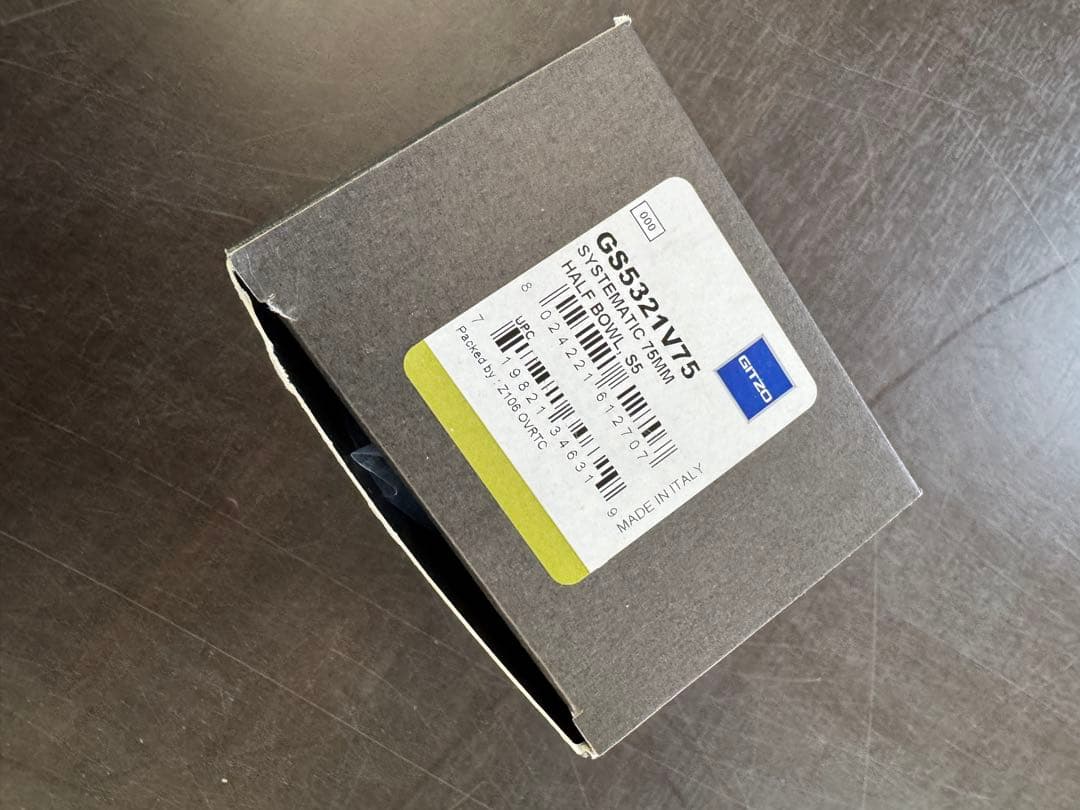 000
GS5321V75
SYSTEMATIC 75MM
HALF BOWL, S5
8 024221 612707
UPC
7 19821 34631 9
Packed by : Z106 OVRTC
GITZO
MADE IN ITALY